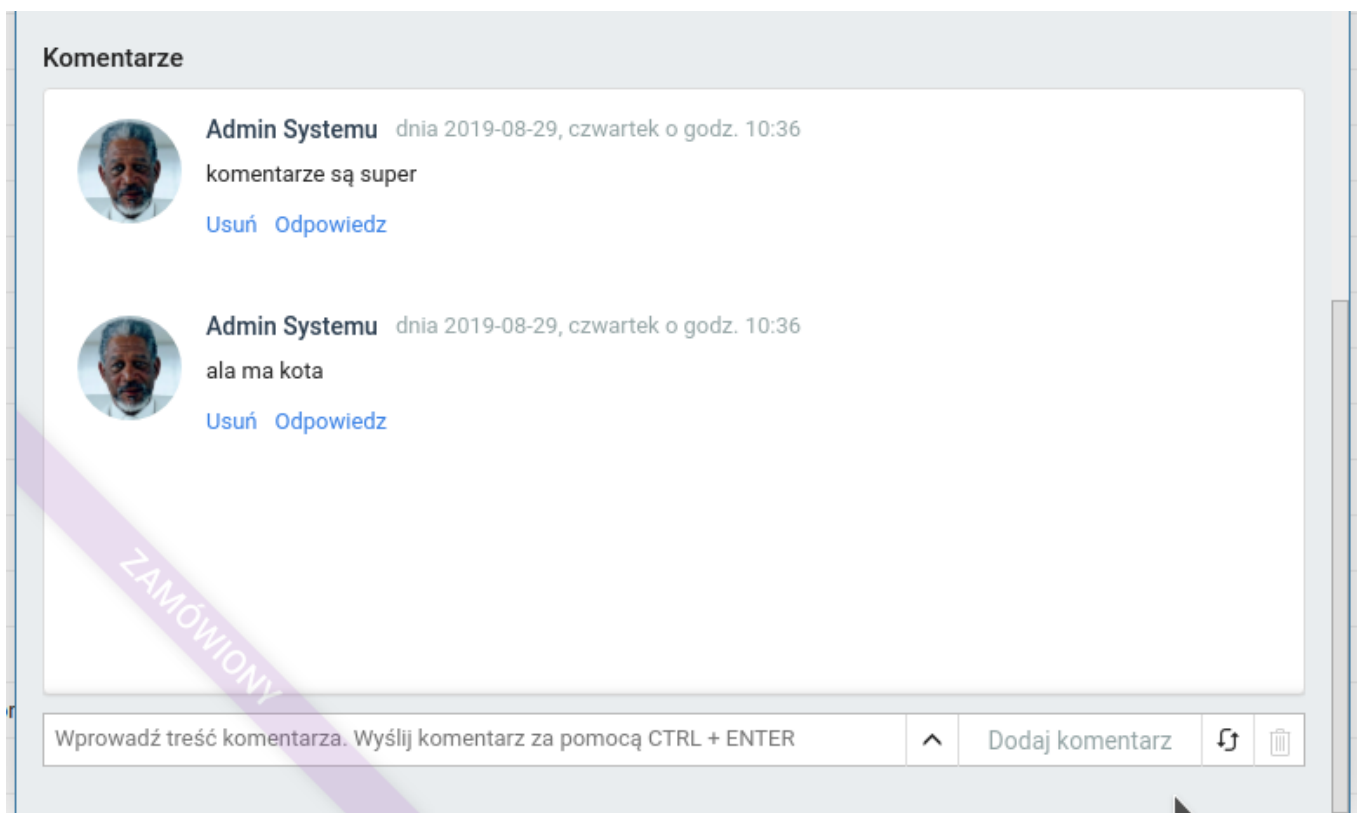 Komentarze
Admin Systemu dnia 2019-08-29, czwartek o godz. 10:36
komentarze są super
Usuń Odpowiedz
Admin Systemu dnia 2019-08-29, czwartek o godz. 10:36
ala ma kota
Usuń Odpowiedz
ZAMÓWIONY
Wprowadź treść komentarza. Wyślij komentarz za pomocą CTRL + ENTER
Dodaj komentarz